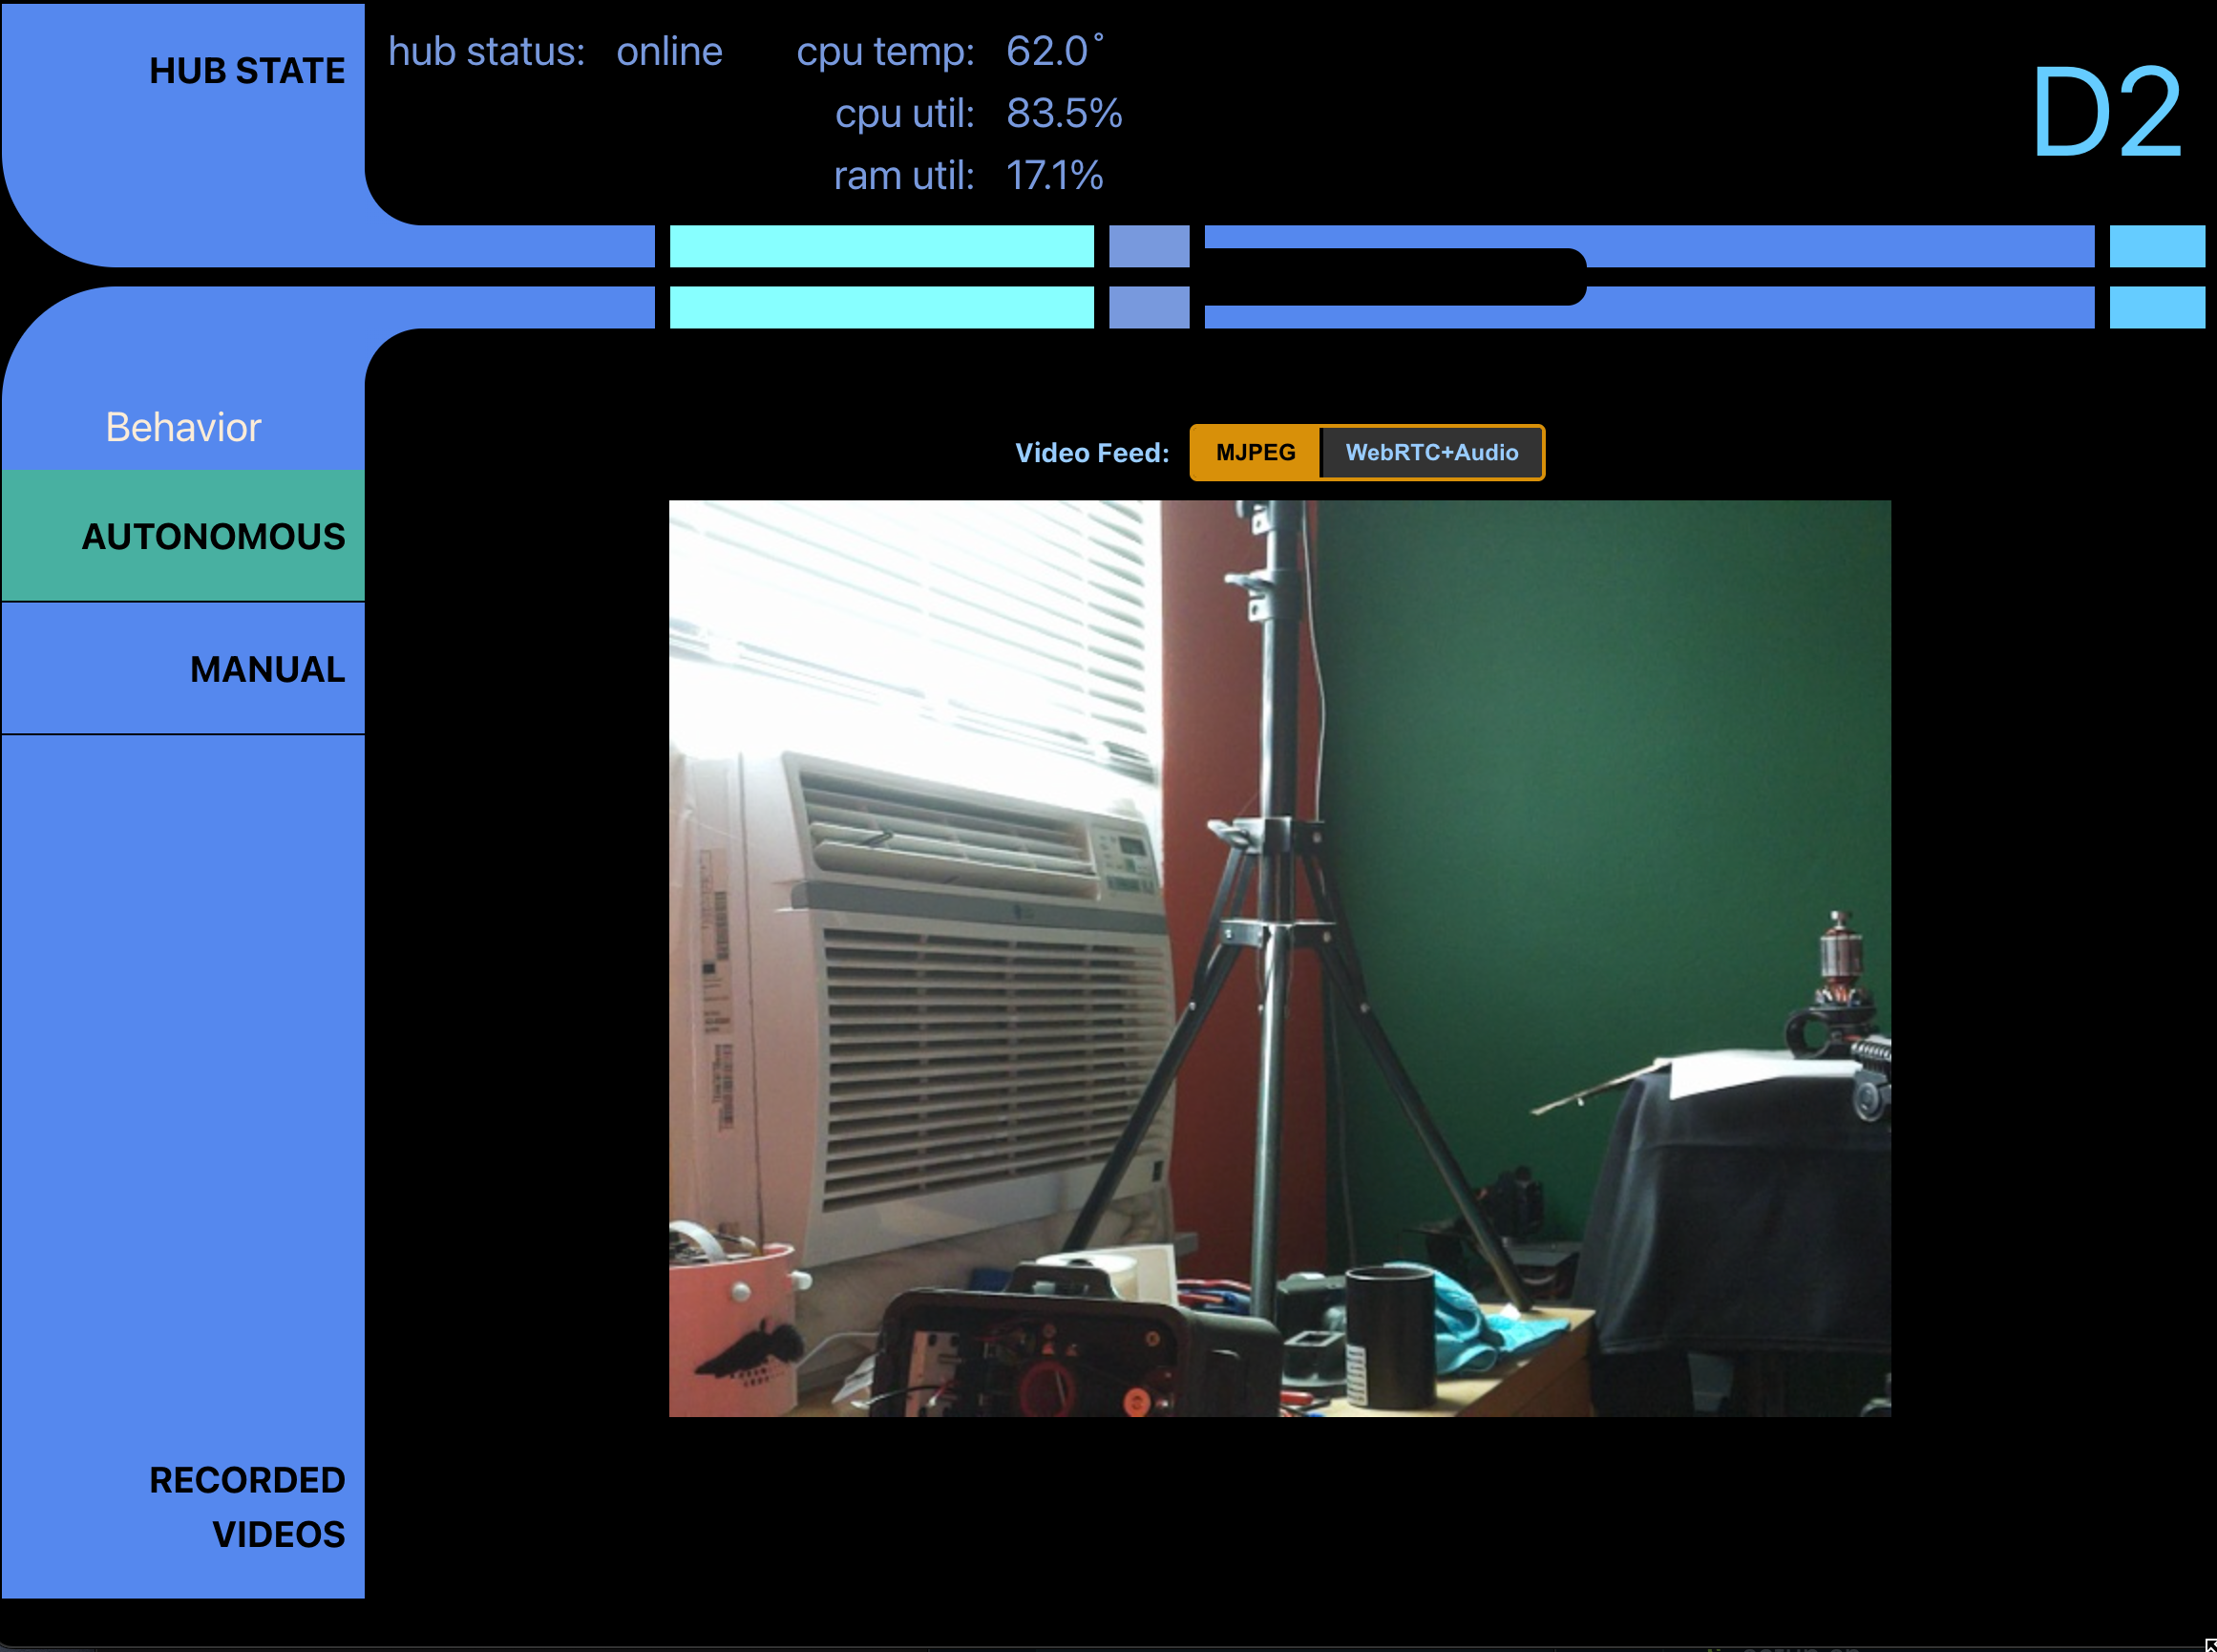 HUB STATE
hub status: online cpu temp: 62.0°
cpu util: 83.5%
ram util: 17.1%
D2
Behavior
AUTONOMOUS
MANUAL
RECORDED
VIDEOS
Video Feed: MJPEG WebRTC+Audio